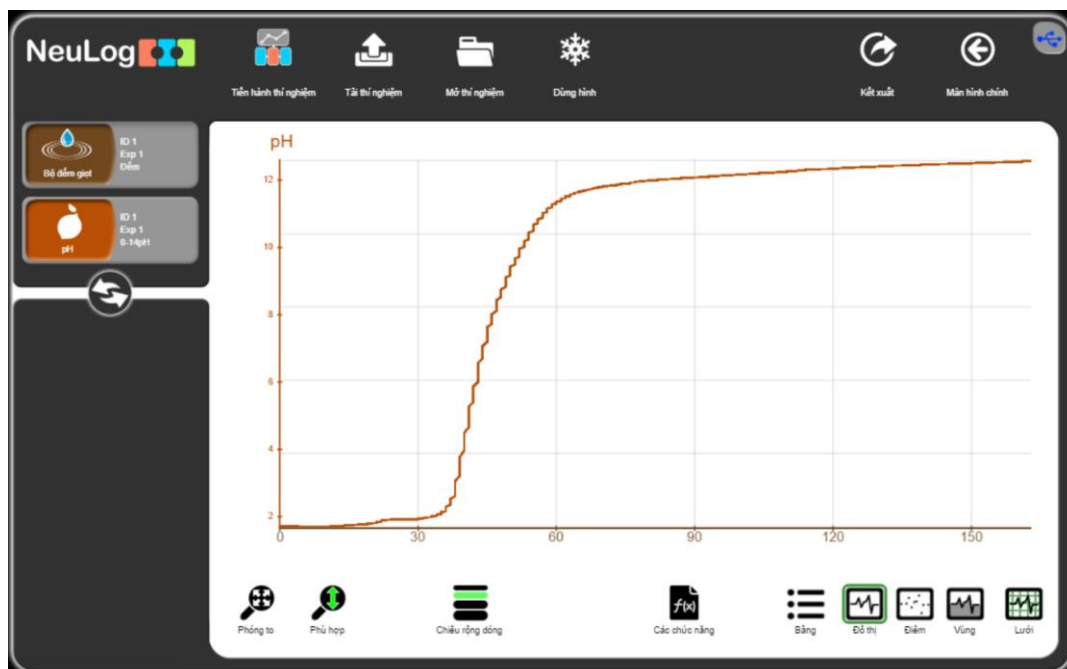 NeuLog
Tiến hành thí nghiệm
Tải thí nghiệm
Mở thí nghiệm
Dừng hình
Kết xuất
Màn hình chính
Bộ đếm giọt
ID 1
Exp 1
Đếm
pH
ID 1
Exp 1
0-14pH
pH
12
10
8
6
4
2
0
30
60
90
120
150
Phóng to
Phù hợp
Chiều rộng dòng
f(x)
Các chức năng
Bảng
Đồ thị
Điểm
Vùng
Lưới